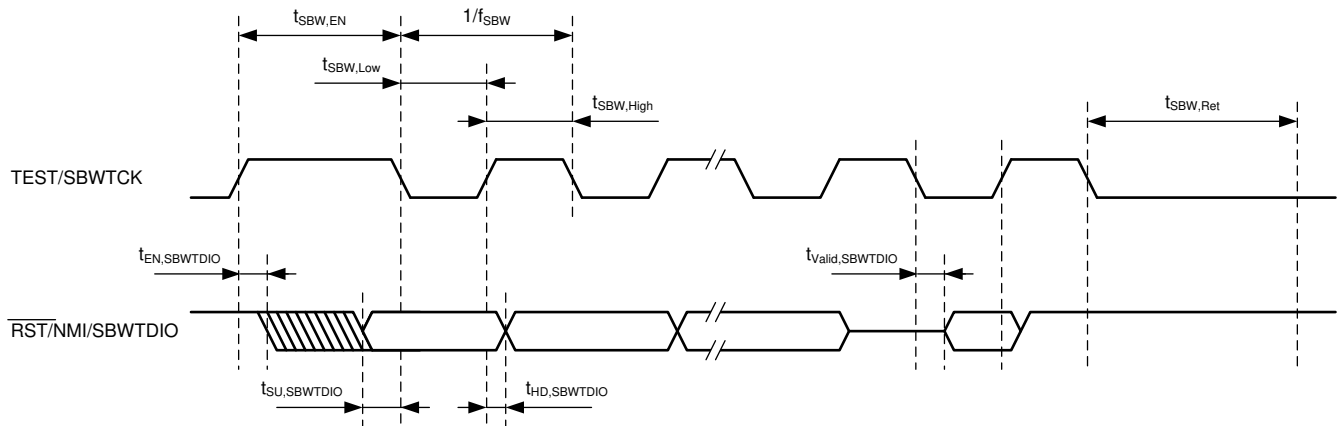 tSBW,EN
1/fSBW
tSBW,Low
tSBW,High
tSBW,Ret
TEST/SBWTCK
tEN,SBWTDIO
tValid,SBWTDIO
RST/NMI/SBWTDIO
tSU,SBWTDIO
tHD,SBWTDIO